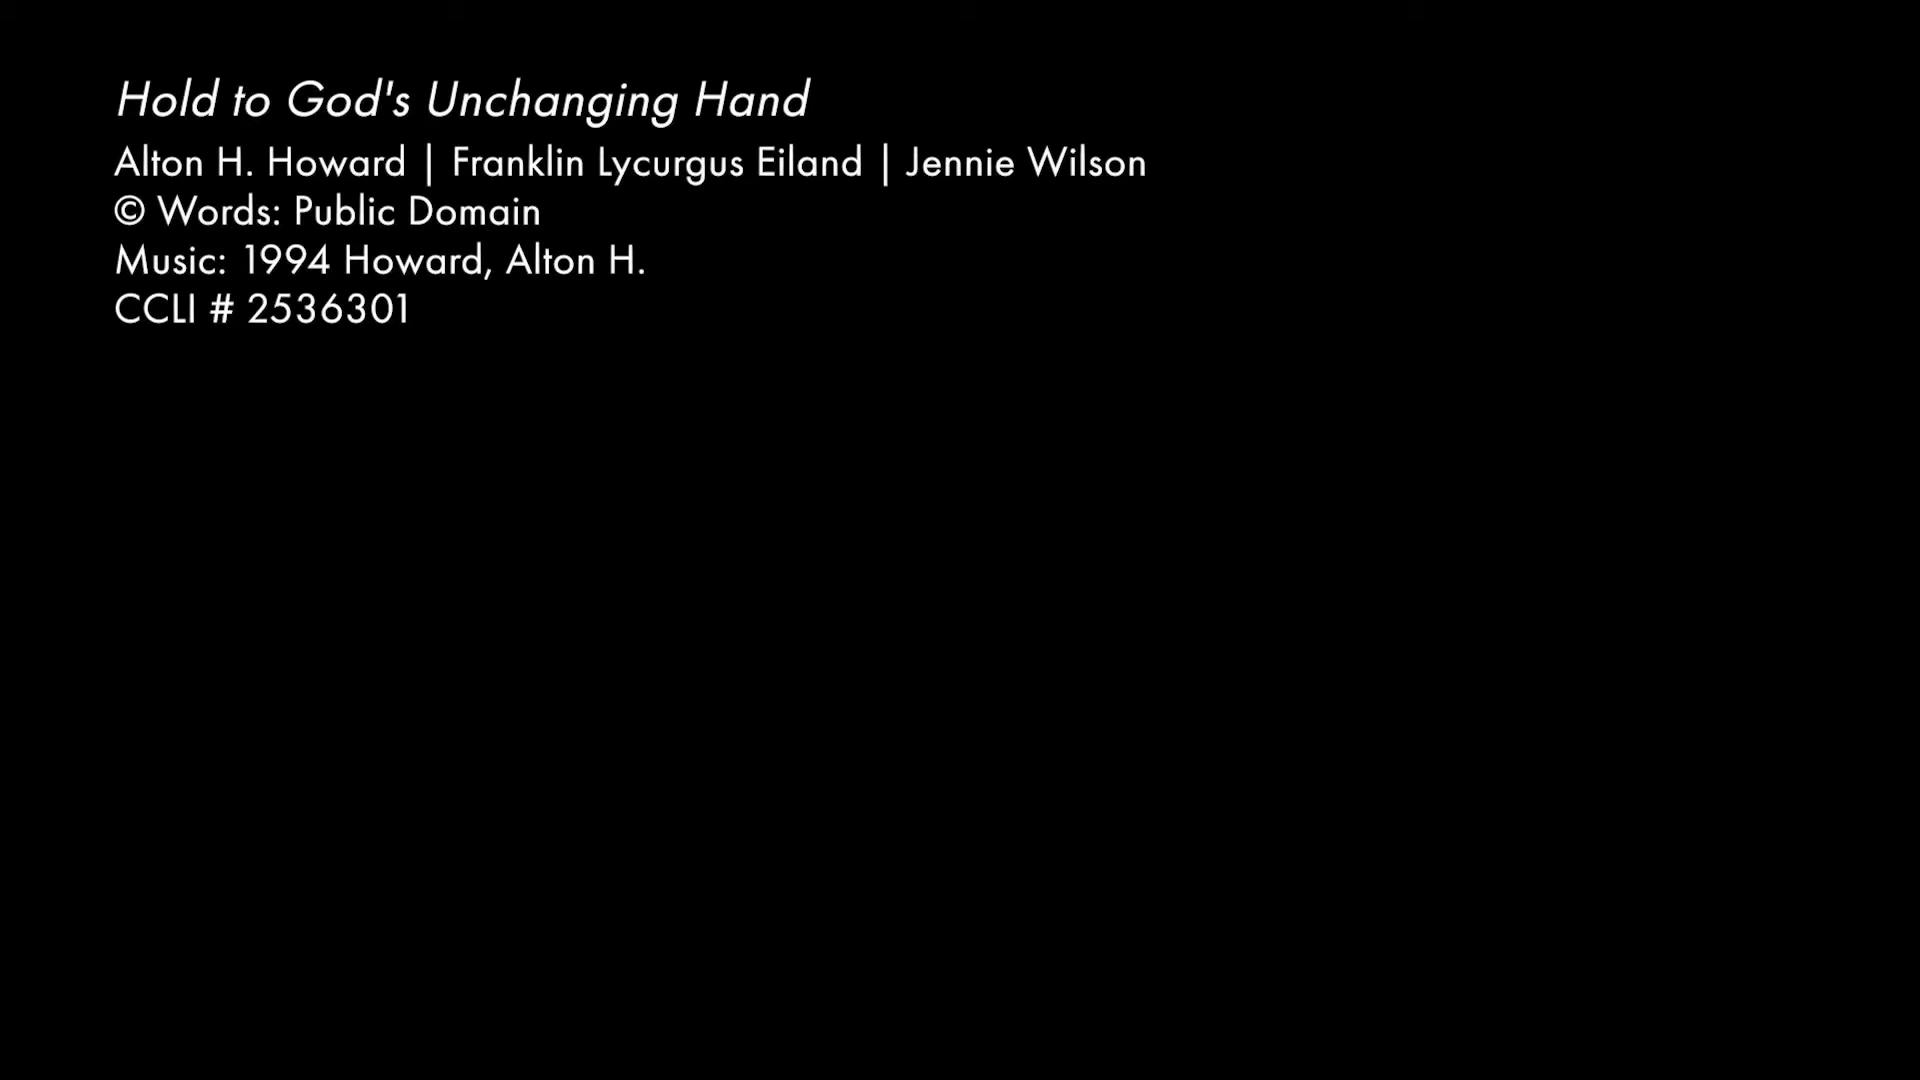 Hold to God's Unchanging Hand
Alton H. Howard | Franklin Lycurgus Eiland | Jennie Wilson
© Words: Public Domain
Music: 1994 Howard, Alton H.
CCLI # 2536301